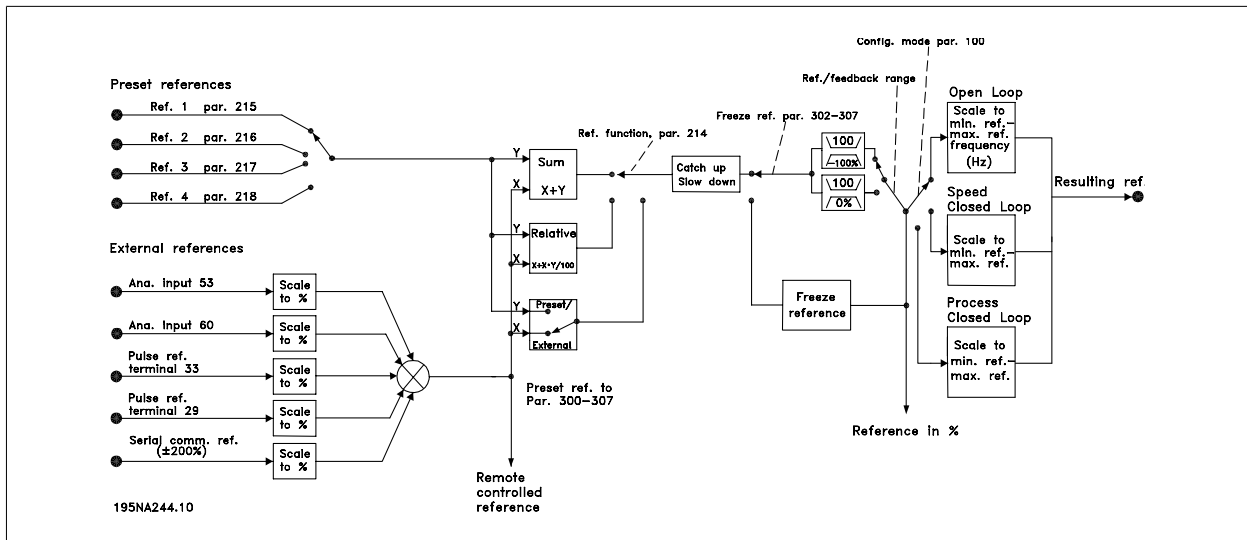 Config. mode par. 100
Ref./feedback range
Preset references
Ref. 1 par. 215
Ref. 2 par. 216
Ref. 3 par. 217
Ref. 4 par. 218
Ref. function, par. 214
Freeze ref. par. 302-307
Y
Sum
X
X+Y
Y
Relative
X
X+X*Y/100
Y
Preset/
X
External
Catch up
Slow down
100
-100%
100
0%
Open Loop
Scale to
min. ref.-
max. ref.
frequency
(Hz)
Resulting ref.
Speed
Closed Loop
Scale to
min. ref.-
max. ref.
Freeze
reference
Process
Closed Loop
Scale to
min. ref.-
max. ref.
Reference in %
External references
Ana. input 53
Scale
to %
Ana. Input 60
Scale
to %
Pulse ref.
terminal 33
Scale
to %
Pulse ref.
terminal 29
Scale
to %
Serial comm. ref.
(±200%)
Scale
to %
Preset ref. to
Par. 300-307
Remote
controlled
reference
195NA244.10